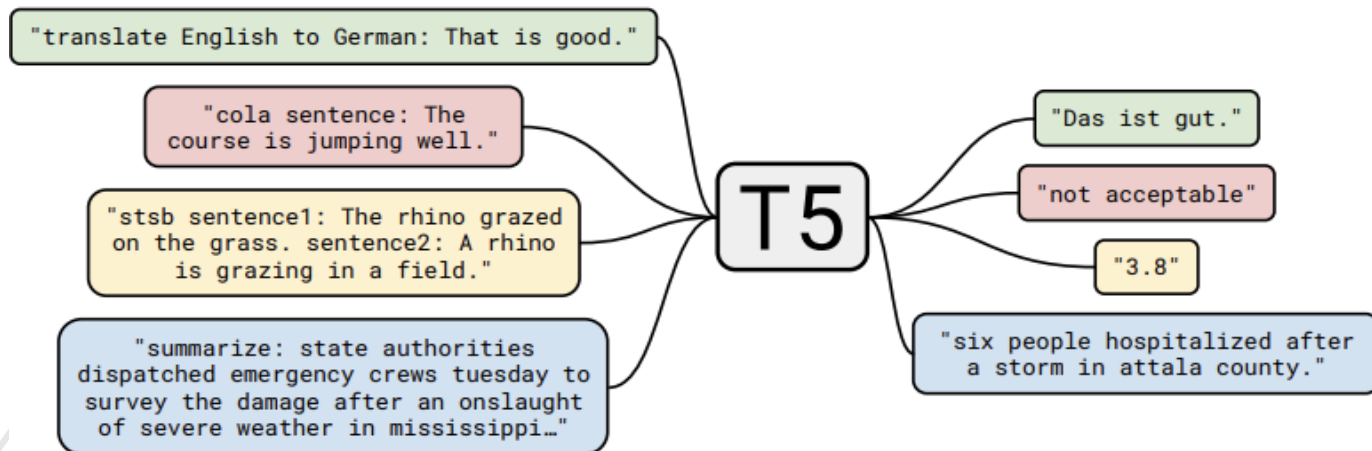 "translate English to German: That is good."
"cola sentence: The
course is jumping well."
"stsb sentence1: The rhino grazed
on the grass. sentence2: A rhino
is grazing in a field."
"summarize: state authorities
dispatched emergency crews tuesday to
survey the damage after an onslaught
of severe weather in mississippi…"
T5
"Das ist gut."
"not acceptable"
"3.8"
"six people hospitalized after
a storm in attala county."